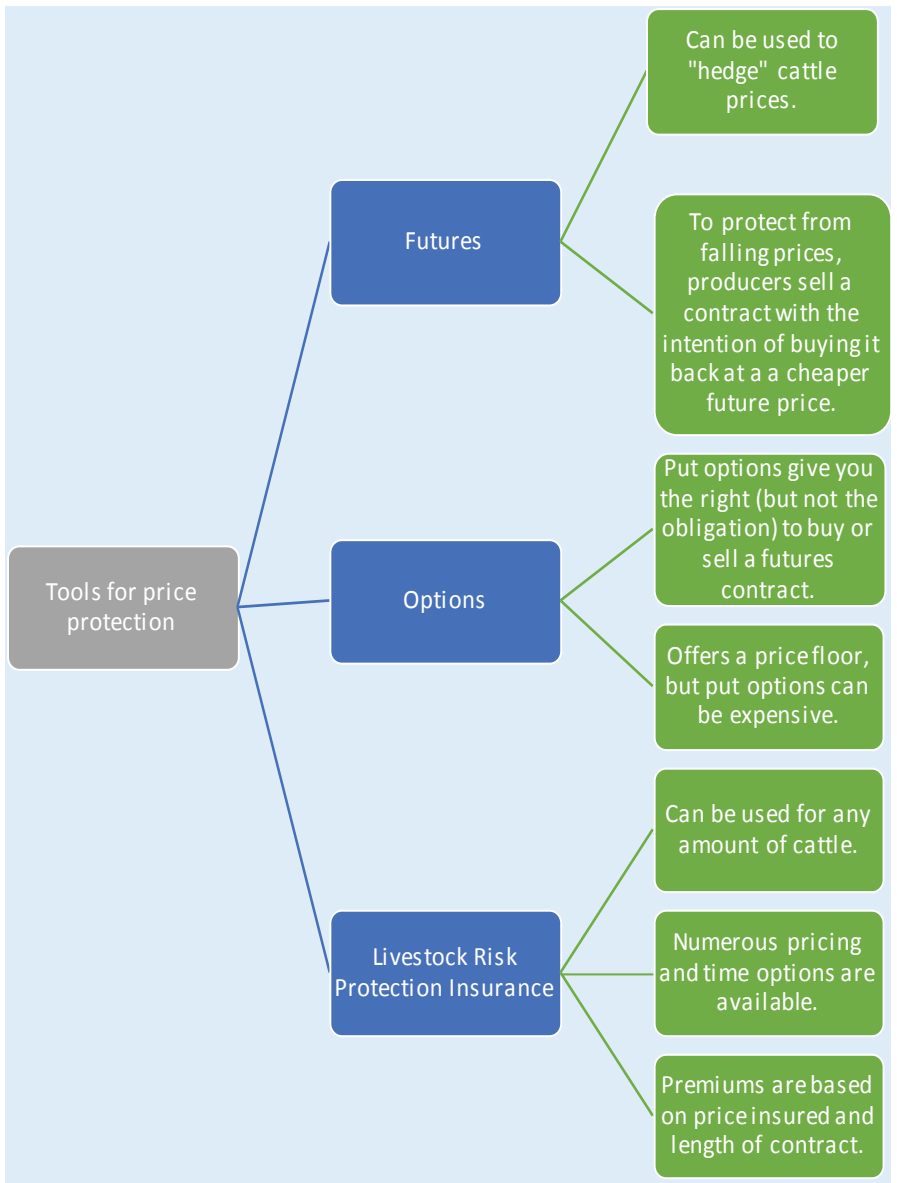 Tools for price
protection
Futures
Can be used to
"hedge" cattle
prices.
To protect from
falling prices,
producers sell a
contract with the
intention of buying it
back at a a cheaper
future price.
Options
Put options give you
the right (but not the
obligation) to buy or
sell a futures
contract.
Offers a price floor,
but put options can
be expensive.
Livestock Risk
Protection Insurance
Can be used for any
amount of cattle.
Numerous pricing
and time options are
available.
Premiums are based
on price insured and
length of contract.